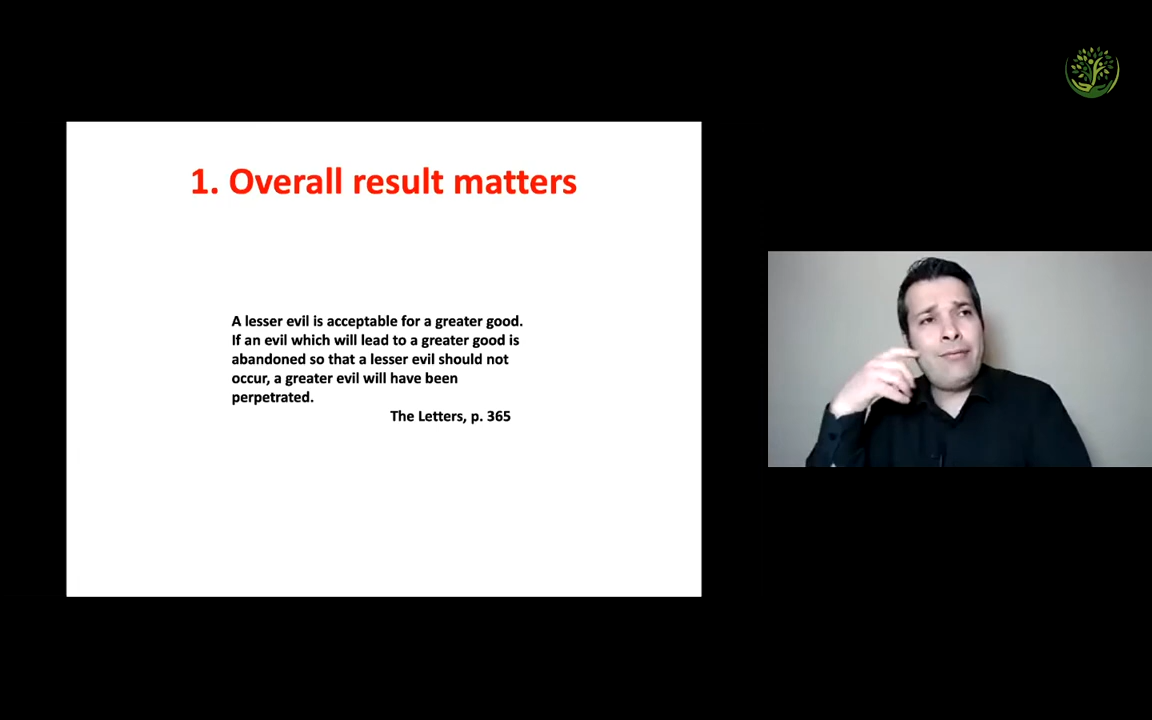 1. Overall result matters
A lesser evil is acceptable for a greater good.
If an evil which will lead to a greater good is
abandoned so that a lesser evil should not
occur, a greater evil will have been
perpetrated.
The Letters, p. 365